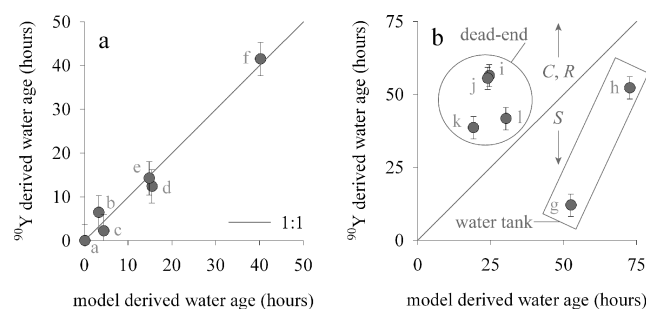 a
50
40
30
20
10
0
⁹⁰Y derived water age (hours)
f
e
d
b
c
a
1:1
0 10 20 30 40 50
model derived water age (hours)
b
75
50
25
0
⁹⁰Y derived water age (hours)
dead-end
i
j
C, R
h
k
l
S
g
water tank
0 25 50 75
model derived water age (hours)